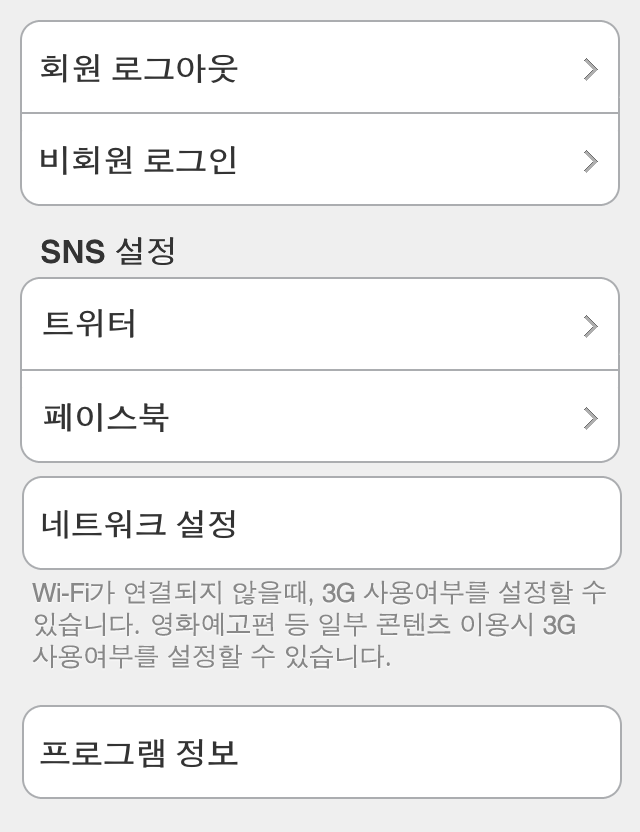 회원 로그아웃
비회원 로그인
SNS 설정
트위터
페이스북
네트워크 설정
Wi-Fi가 연결되지 않을때, 3G 사용여부를 설정할 수
있습니다. 영화예고편 등 일부 콘텐츠 이용시 3G
사용여부를 설정할 수 있습니다.
프로그램 정보